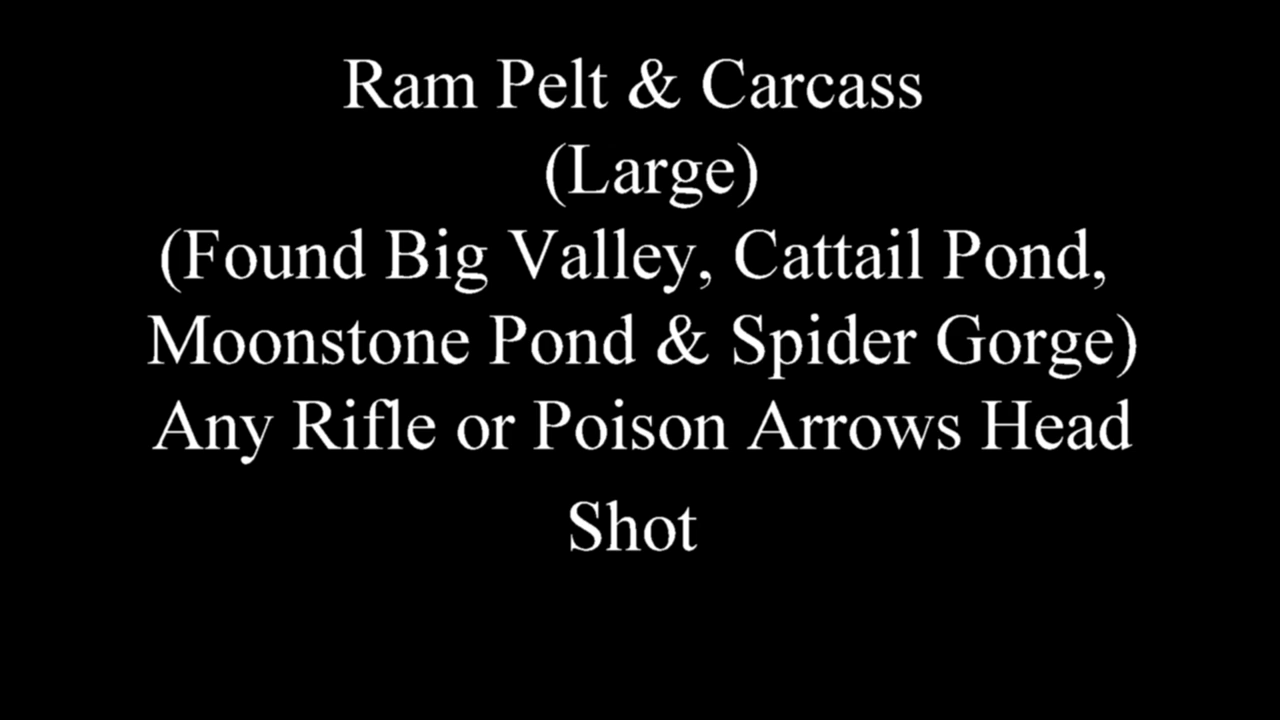 Ram Pelt & Carcass
(Large)
(Found Big Valley, Cattail Pond,
Moonstone Pond & Spider Gorge)
Any Rifle or Poison Arrows Head
Shot